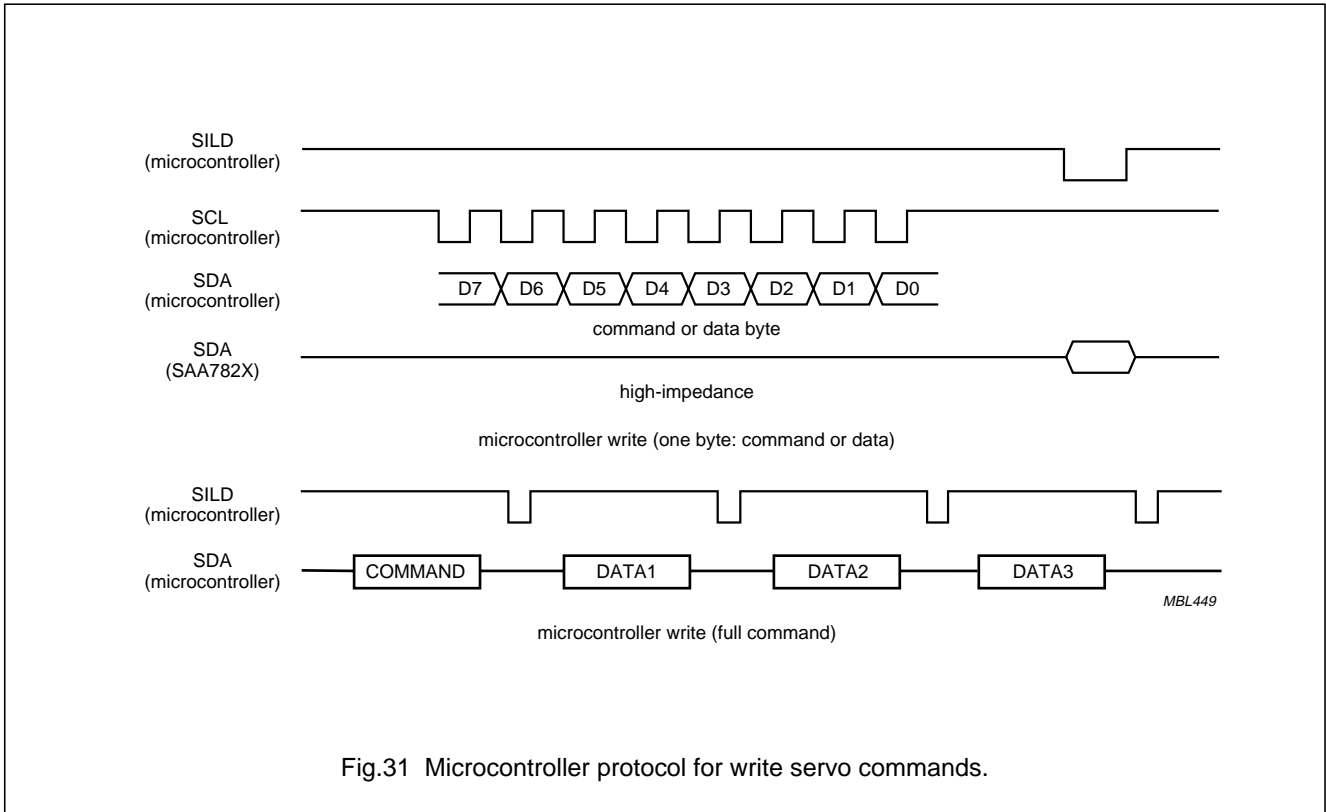 SILD
(microcontroller)
SCL
(microcontroller)
SDA
(microcontroller)
D7 D6 D5 D4 D3 D2 D1 D0
command or data byte
SDA
(SAA782X)
high-impedance
microcontroller write (one byte: command or data)
SILD
(microcontroller)
SDA
(microcontroller)
COMMAND DATA1 DATA2 DATA3
MBL449
microcontroller write (full command)
Fig.31 Microcontroller protocol for write servo commands.